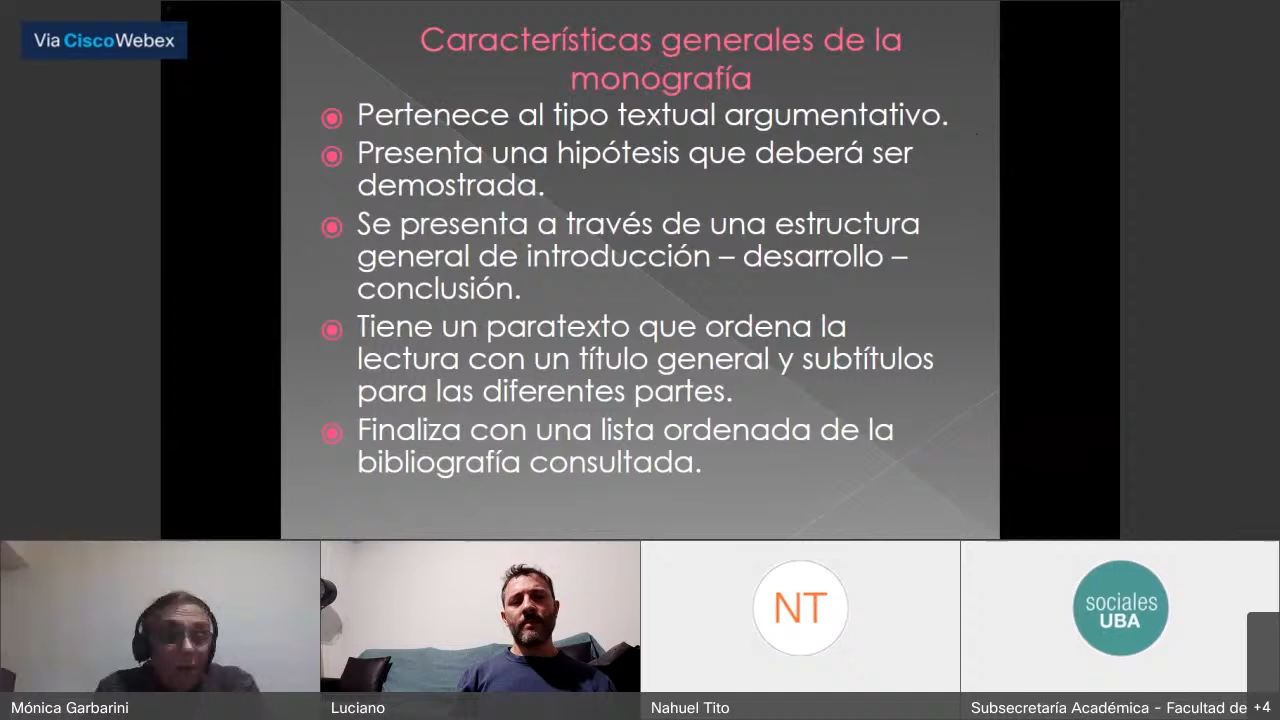 Via CiscoWebex
Características generales de la
monografía
Pertenece al tipo textual argumentativo.
Presenta una hipótesis que deberá ser
demostrada.
Se presenta a través de una estructura
general de introducción – desarrollo –
conclusión.
Tiene un paratexto que ordena la
lectura con un título general y subtítulos
para las diferentes partes.
Finaliza con una lista ordenada de la
bibliografía consultada.
NT
sociales
UBA
Mónica Garbarini
Luciano
Nahuel Tito
Subsecretaría Académica - Facultad de +4